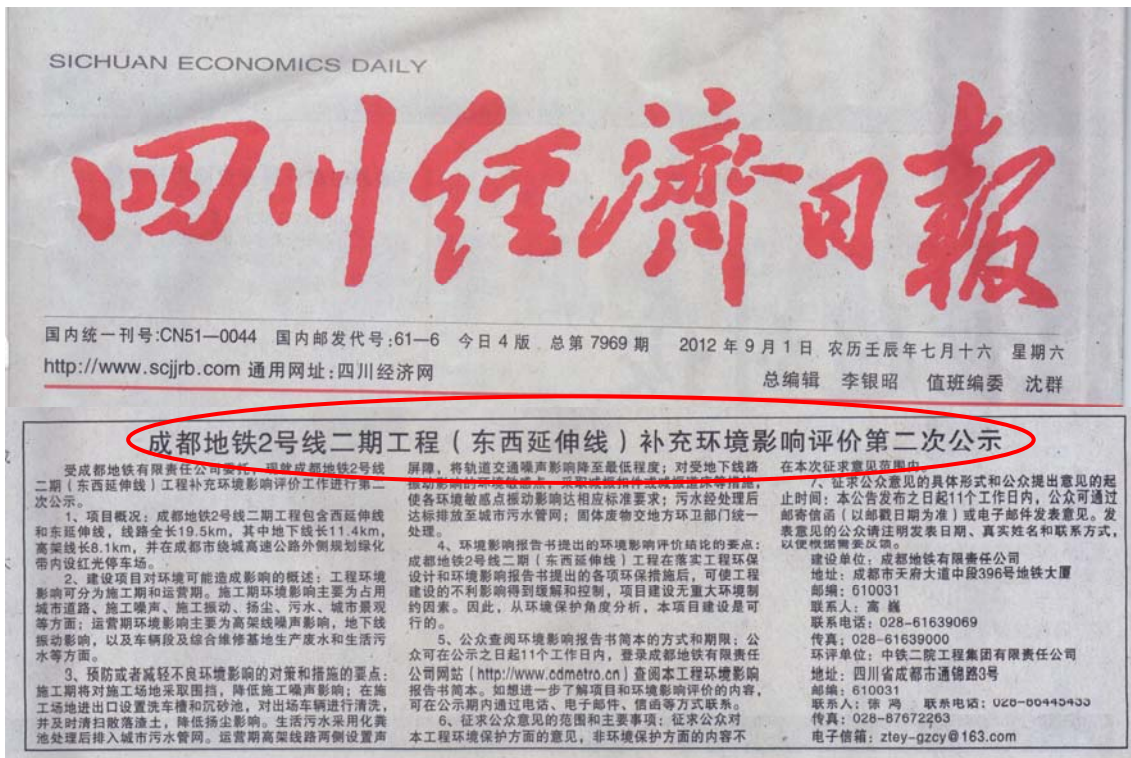 SICHUAN ECONOMICS DAILY
四川经濟日報
国内统一刊号:CN51—0044 国内邮发代号:61—6 今日4版 总第7969期 2012年9月1日 农历壬辰年七月十六 星期六
http://www.scjjrb.com 通用网址:四川经济网
总编辑 李银昭 值班编委 沈群
成都地铁2号线二期工程（东西延伸线）补充环境影响评价第二次公示
受成都地铁有限责任公司委托，现就成都地铁2号线
二期（东西延伸线）工程补充环境影响评价工作进行第二
次公示。
1、项目概况：成都地铁2号线二期工程包含西延伸线
和东延伸线，线路全长19.5km，其中地下线长11.4km，
高架线长8.1km，并在成都市绕城高速公路外侧规划绿化
带内设红光停车场。
2、建设项目对环境可能造成影响的概述：工程环境
影响可分为施工期和运营期。施工期环境影响主要为占用
城市道路、施工噪声、施工振动、扬尘、污水、城市景观
等方面；运营期环境影响主要为高架线噪声影响，地下线
振动影响，以及车辆段及综合维修基地生产废水和生活污
水等方面。
3、预防或者减轻不良环境影响的对策和措施的要点：
施工期将对施工场地采取围挡，降低施工噪声影响；在施
工场地进出口设置洗车槽和沉砂池，对出场车辆进行清洗，
并及时清扫散落渣土，降低扬尘影响。生活污水采用化粪
池处理后排入城市污水管网。运营期高架线路两侧设置声
屏障，将轨道交通噪声影响降至最低程度；对受地下线路
振动影响的环境敏感点，采取减振扣件或减振道床等措施，
使各环境敏感点振动影响达相应标准要求；污水经处理后
达标排放至城市污水管网；固体废物交地方环卫部门统一
处理。
4、环境影响报告书提出的环境影响评价结论的要点：
成都地铁2号线二期（东西延伸线）工程在落实工程环保
设计和环境影响报告书提出的各项环保措施后，可使工程
建设的不利影响得到缓解和控制，项目建设无重大环境制
约因素。因此，从环境保护角度分析，本项目建设是可
行的。
5、公众查阅环境影响报告书简本的方式和期限：公
众可在公示之日起11个工作日内，登录成都地铁有限责任
公司网站（http://www.cdmetro.cn）查阅本工程环境影响
报告书简本。如想进一步了解项目和环境影响评价的内容，
可在公示期内通过电话、电子邮件、信函等方式联系。
6、征求公众意见的范围和主要事项：征求公众对
本工程环境保护方面的意见，非环境保护方面的内容不
在本次征求意见范围内。
7、征求公众意见的具体形式和公众提出意见的起
止时间：本公告发布之日起11个工作日内，公众可通过
邮寄信函（以邮戳日期为准）或电子邮件发表意见。发
表意见的公众请注明发表日期、真实姓名和联系方式，
以便根据需要反馈。
建设单位：成都地铁有限责任公司
地址：成都市天府大道中段396号地铁大厦
邮编：610031
联系人：高 巍
联系电话：028-61639069
传真：028-61639000
环评单位：中铁二院工程集团有限责任公司
地址：四川省成都市通锦路3号
邮编：610031
联系人：徐 鸿 联系电话：028-86445433
传真：028-87672263
电子信箱：ztey-gzcy@163.com